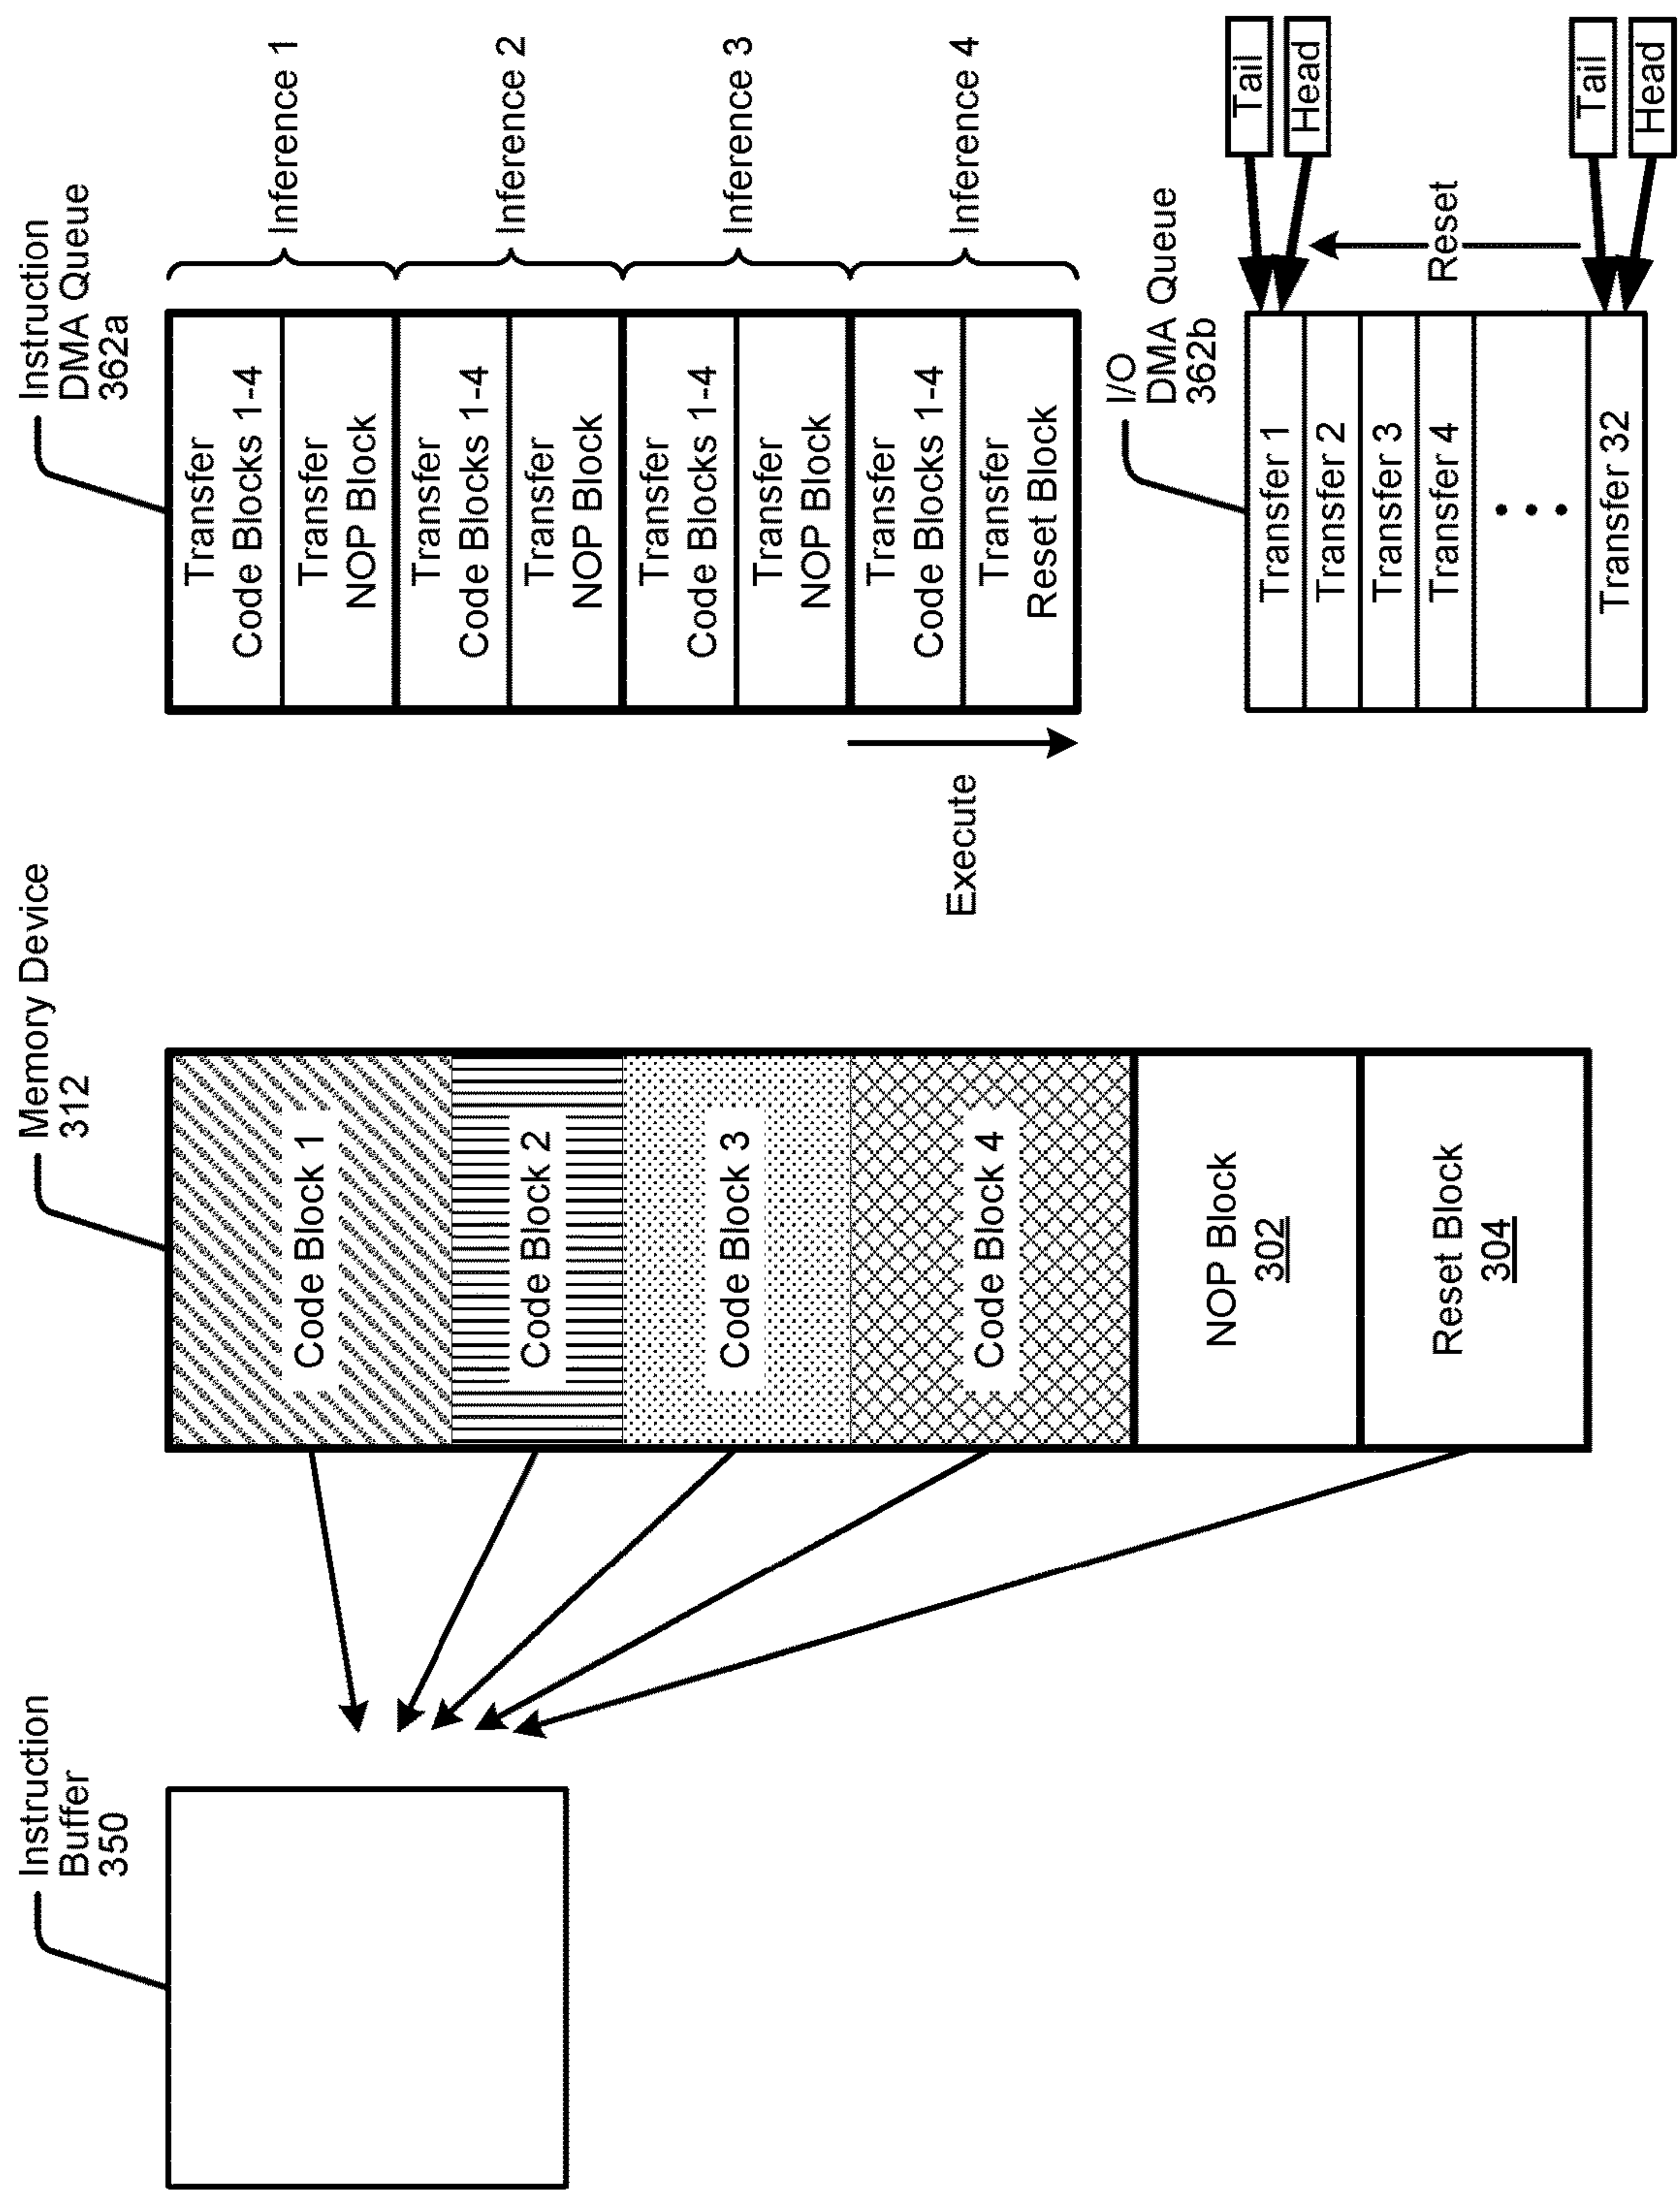 Instruction
Buffer
350
Memory Device
312
Code Block 1
Code Block 2
Code Block 3
Code Block 4
NOP Block
302
Reset Block
304
Instruction
DMA Queue
362a
Transfer
Code Blocks 1-4
Transfer
NOP Block
Transfer
Code Blocks 1-4
Transfer
NOP Block
Transfer
Code Blocks 1-4
Transfer
NOP Block
Transfer
Code Blocks 1-4
Transfer
Reset Block
Inference 1
Inference 2
Inference 3
Inference 4
Execute
I/O
DMA Queue
362b
Transfer 1
Transfer 2
Transfer 3
Transfer 4
Transfer 32
Tail
Head
Reset
Tail
Head